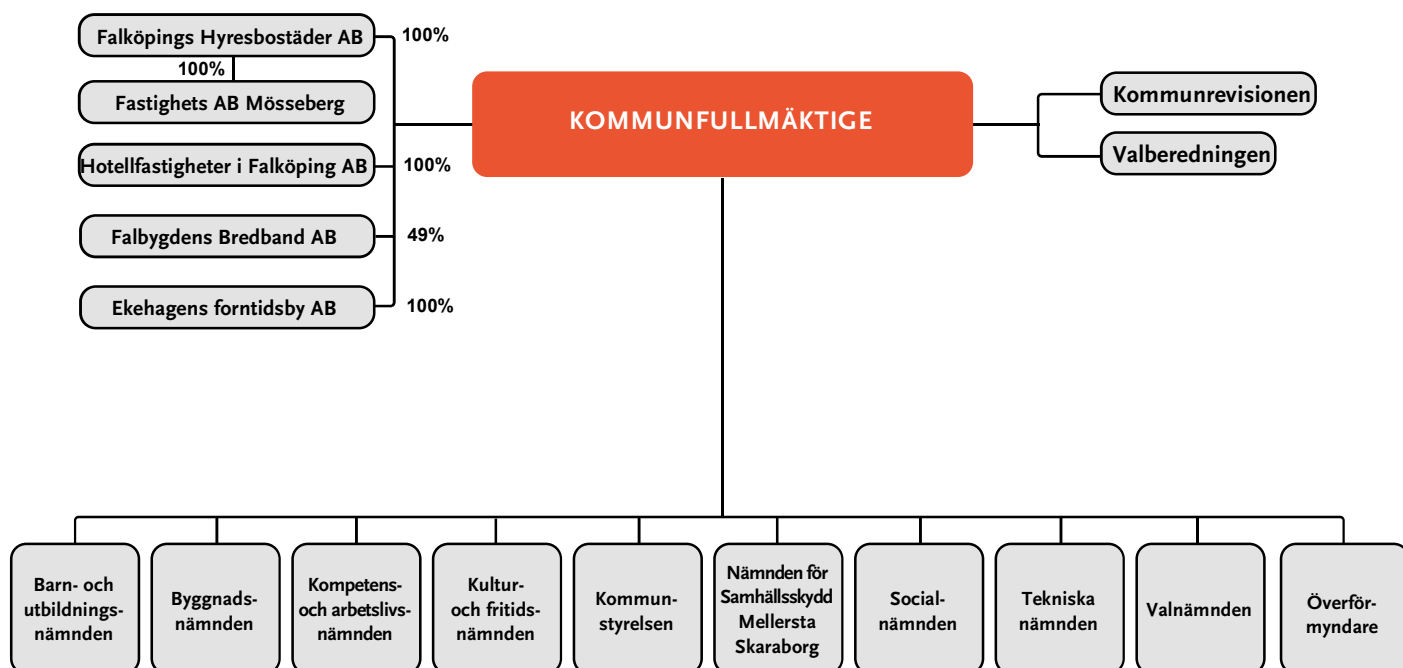 Falköpings Hyresbostäder AB
100%
100%
Fastighets AB Mösseberg
Hotellfastigheter i Falköping AB
100%
Falbygdens Bredband AB
49%
Ekehagens forntidsby AB
100%
KOMMUNFULLMÄKTIGE
Kommunrevisionen
Valberedningen
Barn- och
utbildnings-
nämnden
Byggnads-
nämnden
Kompetens-
och arbetslivs-
nämnden
Kultur-
och fritids-
nämnden
Kommun-
styrelsen
Nämnden för
Samhällsskydd
Mellersta
Skaraborg
Social-
nämnden
Tekniska
nämnden
Valnämnden
Överför-
myndare